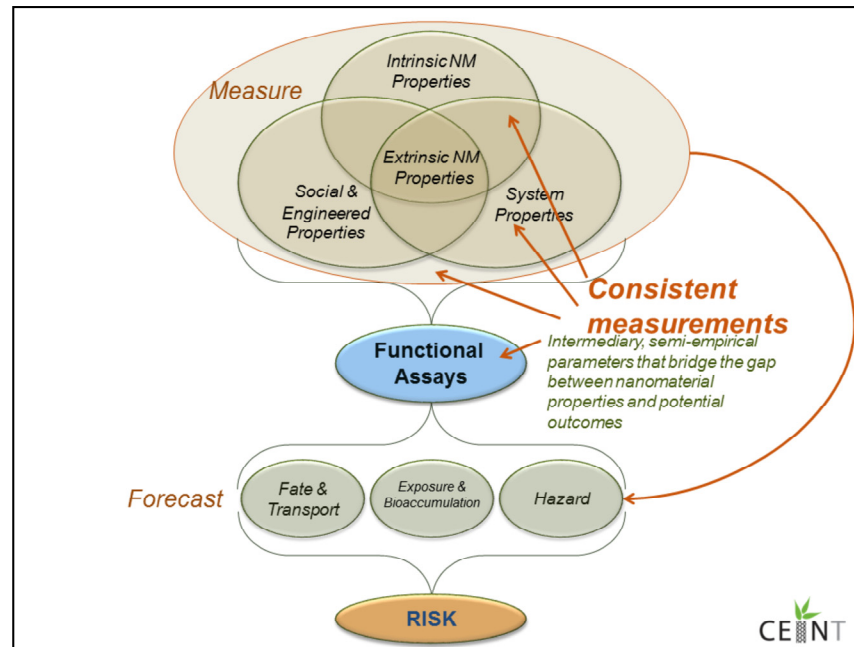 Measure
Intrinsic NM
Properties
Extrinsic NM
Properties
Social &
Engineered
Properties
System
Properties
Consistent
measurements
Functional
Assays
Intermediary, semi-empirical
parameters that bridge the gap
between nanomaterial
properties and potential
outcomes
Forecast
Fate &
Transport
Exposure &
Bioaccumulation
Hazard
RISK
CEINT